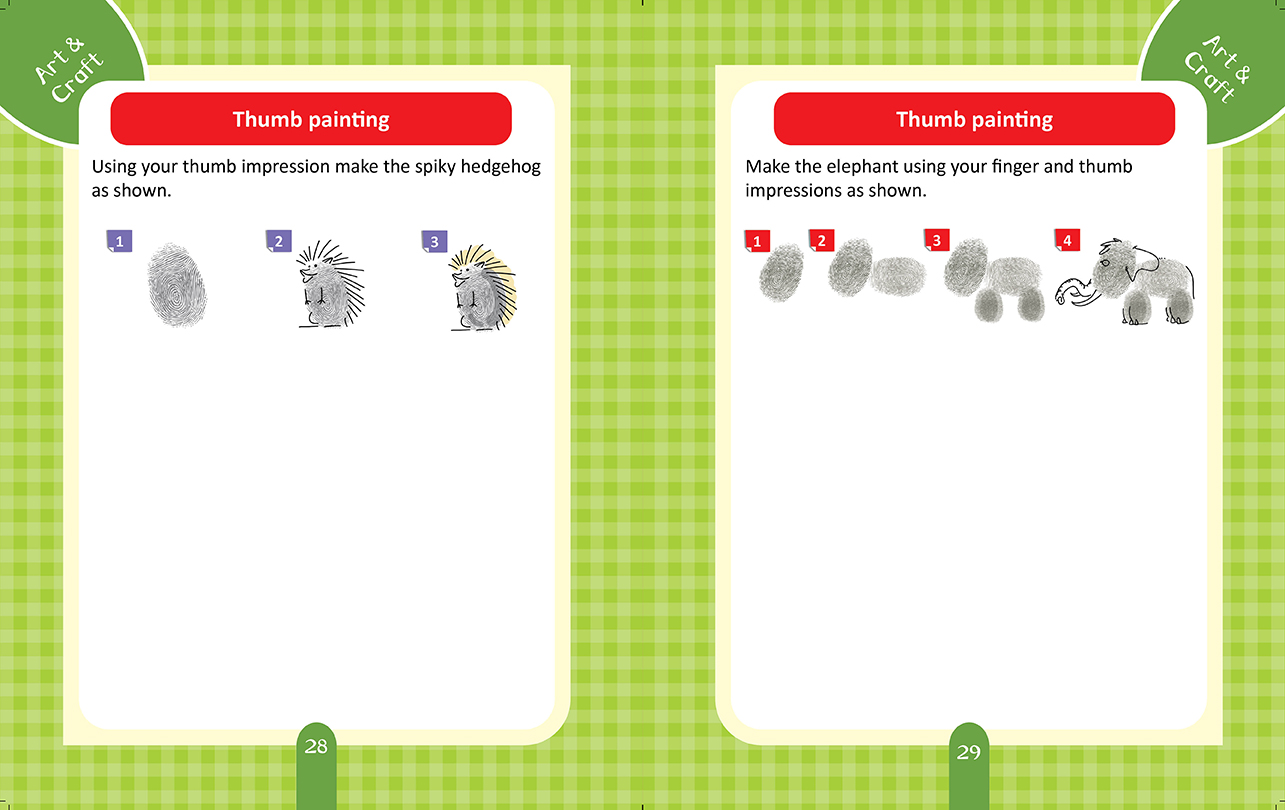 Art &
Craft
Thumb painting
Using your thumb impression make the spiky hedgehog
as shown.
1
2
3
28
Art &
Craft
Thumb painting
Make the elephant using your finger and thumb
impressions as shown.
1
2
3
4
29